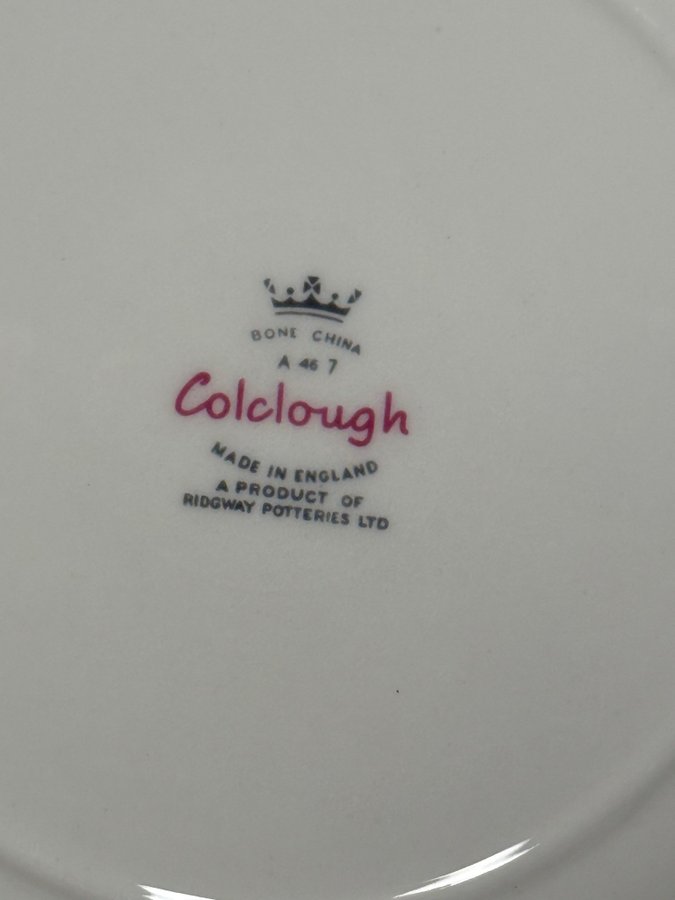 BONE CHINA
A 46 7
Colclough
MADE IN ENGLAND
A PRODUCT OF
RIDGWAY POTTERIES LTD